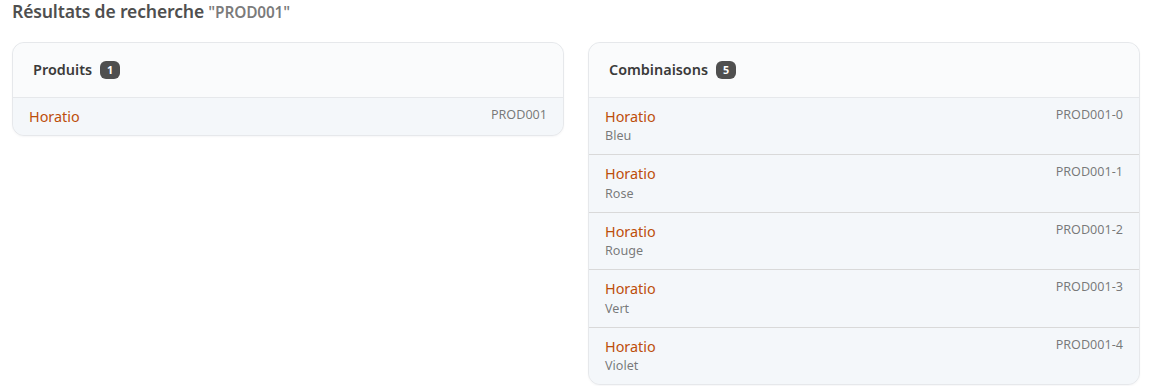 Résultats de recherche "PROD001"
Produits 1
Horatio PROD001
Combinaisons 5
Horatio PROD001-0
Bleu
Horatio PROD001-1
Rose
Horatio PROD001-2
Rouge
Horatio PROD001-3
Vert
Horatio PROD001-4
Violet